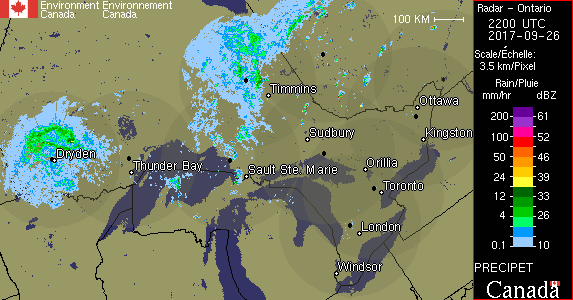 Environment Environnement
Canada Canada
100 KM
Timmins
Ottawa
Sudbury
Kingston
Dryden
Thunder Bay
Sault Ste. Marie
Orillia
Toronto
London
Windsor
Radar - Ontario
2200 UTC
2017-09-26
Scale/Échelle:
3.5 km/Pixel
Rain/Pluie
mm/hr dBZ
200 61
100 52
50 46
24 39
12 33
4 26
0.1 10
PRECIPET
Canada